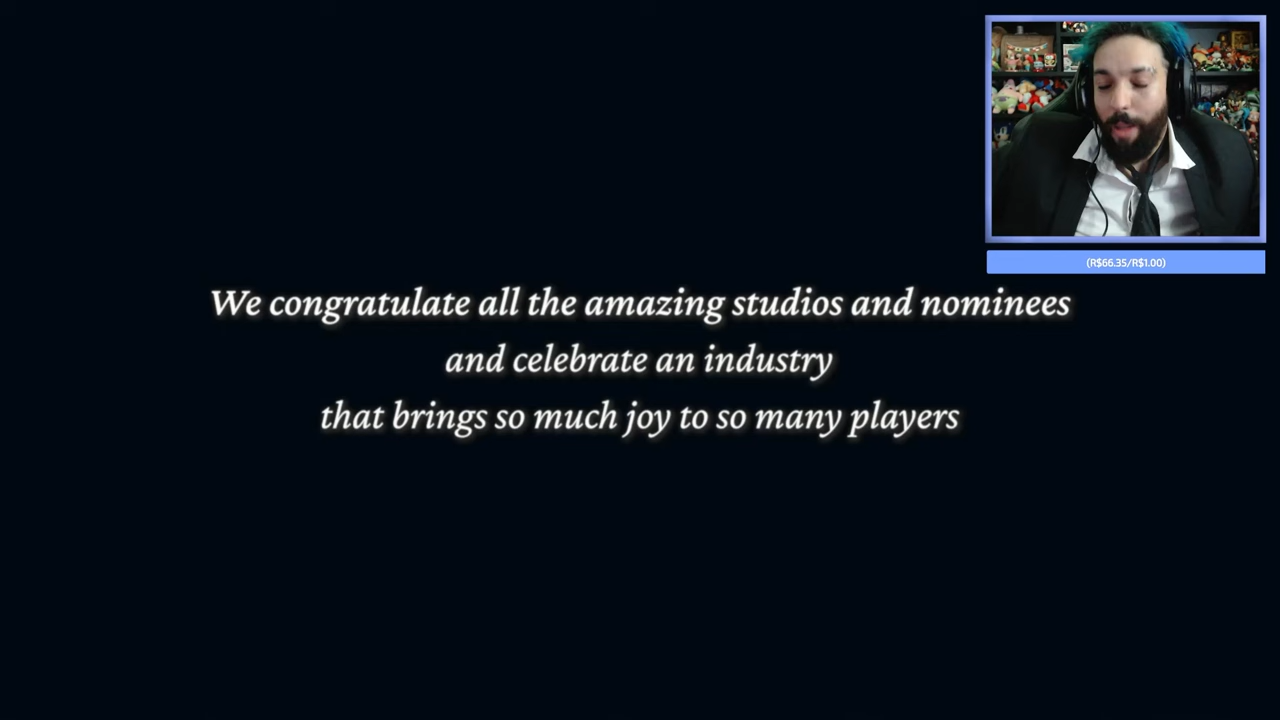 (R$66.35/R$1.00)
We congratulate all the amazing studios and nominees
and celebrate an industry
that brings so much joy to so many players